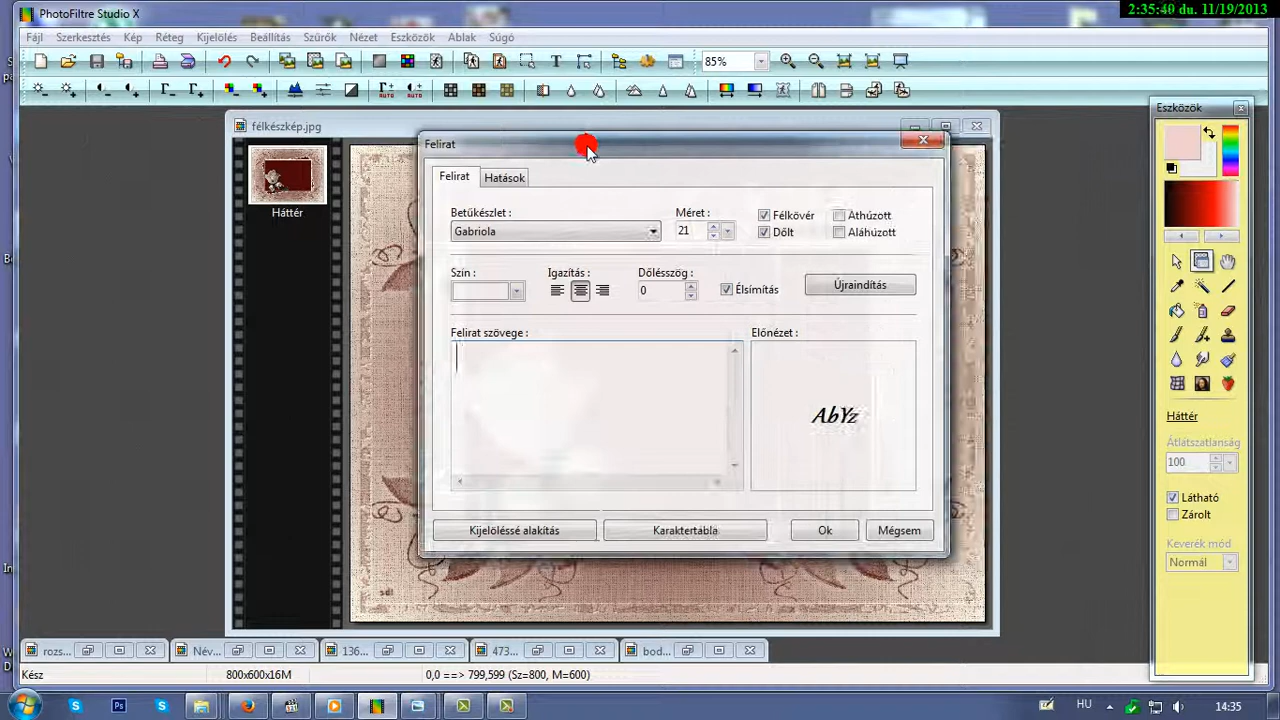 2:35:40 du. 11/19/2013
PhotoFiltre Studio X
Fájl Szerkesztés Kép Réteg Kijelölés Beállítás Szűrők Nézet Eszközök Ablak Súgó
85%
AUTO AUTO
félkészkép.jpg
Háttér
Felirat
Felirat Hatások
Betűkészlet :
Gabriola
Méret :
21
Félkövér
Áthúzott
Dőlt
Aláhúzott
Szín :
Igazítás :
Dőlésszög :
0
Élsimítás
Újraindítás
Felirat szövege :
Előnézet :
AbYz
Kijelöléssé alakítás
Karaktertábla
Ok
Mégsem
Eszközök
Háttér
Átlátszatlanság
100
Látható
Zárolt
Keverék mód
Normál
rozs...
Név...
136...
473...
bod...
Kész
800x600x16M
0,0 ==> 799,599 (Sz=800, M=600)
Ps
HU
14:35